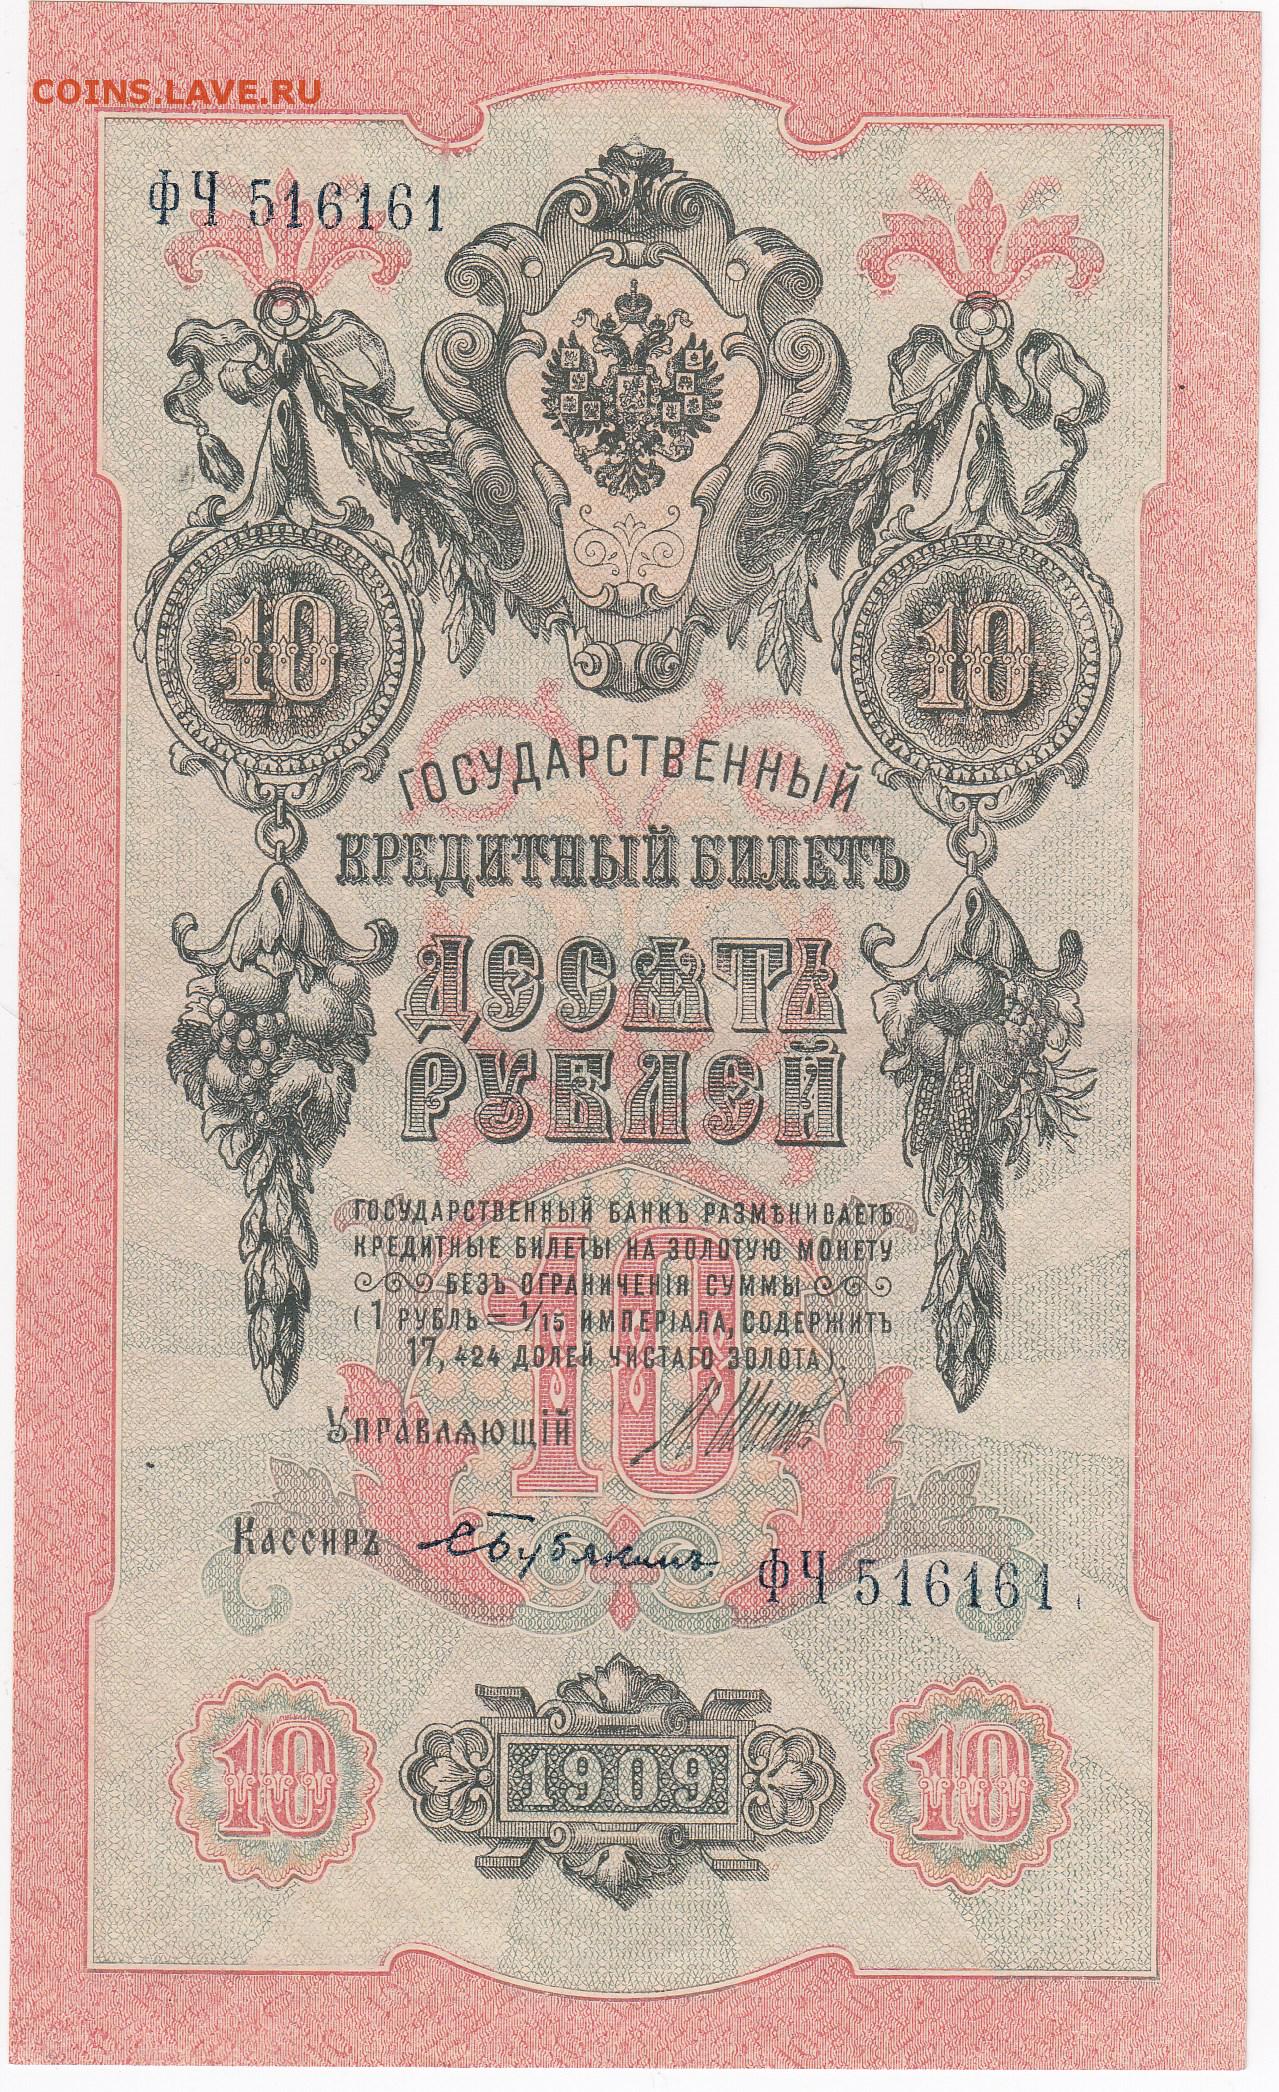 COINS.LAVE.RU
ФЧ 516161
10
10
ГОСУДАРСТВЕННЫЙ
КРЕДИТНЫЙ БИЛЕТЪ
ДЕСѦТЬ
РУБЛЕЙ
ГОСУДАРСТВЕННЫЙ БАНКЪ РАЗМѢНИВАЕТЪ
КРЕДИТНЫЕ БИЛЕТЫ НА ЗОЛОТУЮ МОНЕТУ
БЕЗЪ ОГРАНИЧЕНІЯ СУММЫ
(1 РУБЛЬ = 1/15 ИМПЕРІАЛА, СОДЕРЖИТЪ
17,424 ДОЛЕЙ ЧИСТАГО ЗОЛОТА).
10
УПРАВЛѦЮЩІЙ
КАССИРЪ
ФЧ 516161
10
1909
10